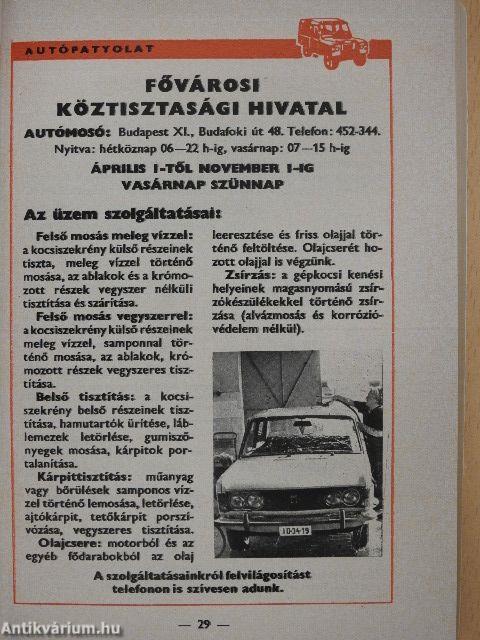 AUTÓPATYOLAT
FŐVÁROSI
KÖZTISZTASÁGI HIVATAL
AUTÓMOSÓ: Budapest XI., Budafoki út 48. Telefon: 452-344.
Nyitva: hétköznap 06—22 h-ig, vasárnap: 07—15 h-ig
ÁPRILIS 1-TŐL NOVEMBER 1-IG
VASÁRNAP SZÜNNAP
Az üzem szolgáltatásai:
Felső mosás meleg vízzel:
a kocsiszekrény külső részeinek
tiszta, meleg vízzel történő
mosása, az ablakok és a krómo-
zott részek vegyszer nélküli
tisztítása és szárítása.
Felső mosás vegyszerrel:
a kocsiszekrény külső részeinek
meleg vízzel, samponnal tör-
ténő mosása, az ablakok, kró-
mozott részek vegyszeres tisz-
títása.
Belső tisztítás: a kocsi-
szekrény belső részeinek tisz-
títása, hamutartók ürítése, láb-
lemezek letörlése, gumisző-
nyegek mosása, kárpitok por-
talanítása.
Kárpittisztítás: műanyag
vagy bőrülések samponos víz-
zel történő lemosása, letörlése,
ajtókárpit, tetőkárpit porszí-
vózása, vegyszeres tisztítása.
Olajcsere: motorból és az
egyéb fődarabokból az olaj
leeresztése és friss olajjal tör-
ténő feltöltése. Olajcserét ho-
zott olajjal is végzünk.
Zsírzás: a gépkocsi kenési
helyeinek magasnyomású zsír-
zókészülékekkel történő zsír-
zása (alvázmosás és korrózió-
védelem nélkül).
A szolgáltatásainkról felvilágosítást
telefonon is szívesen adunk.
— 29 —
Antikvárium.hu